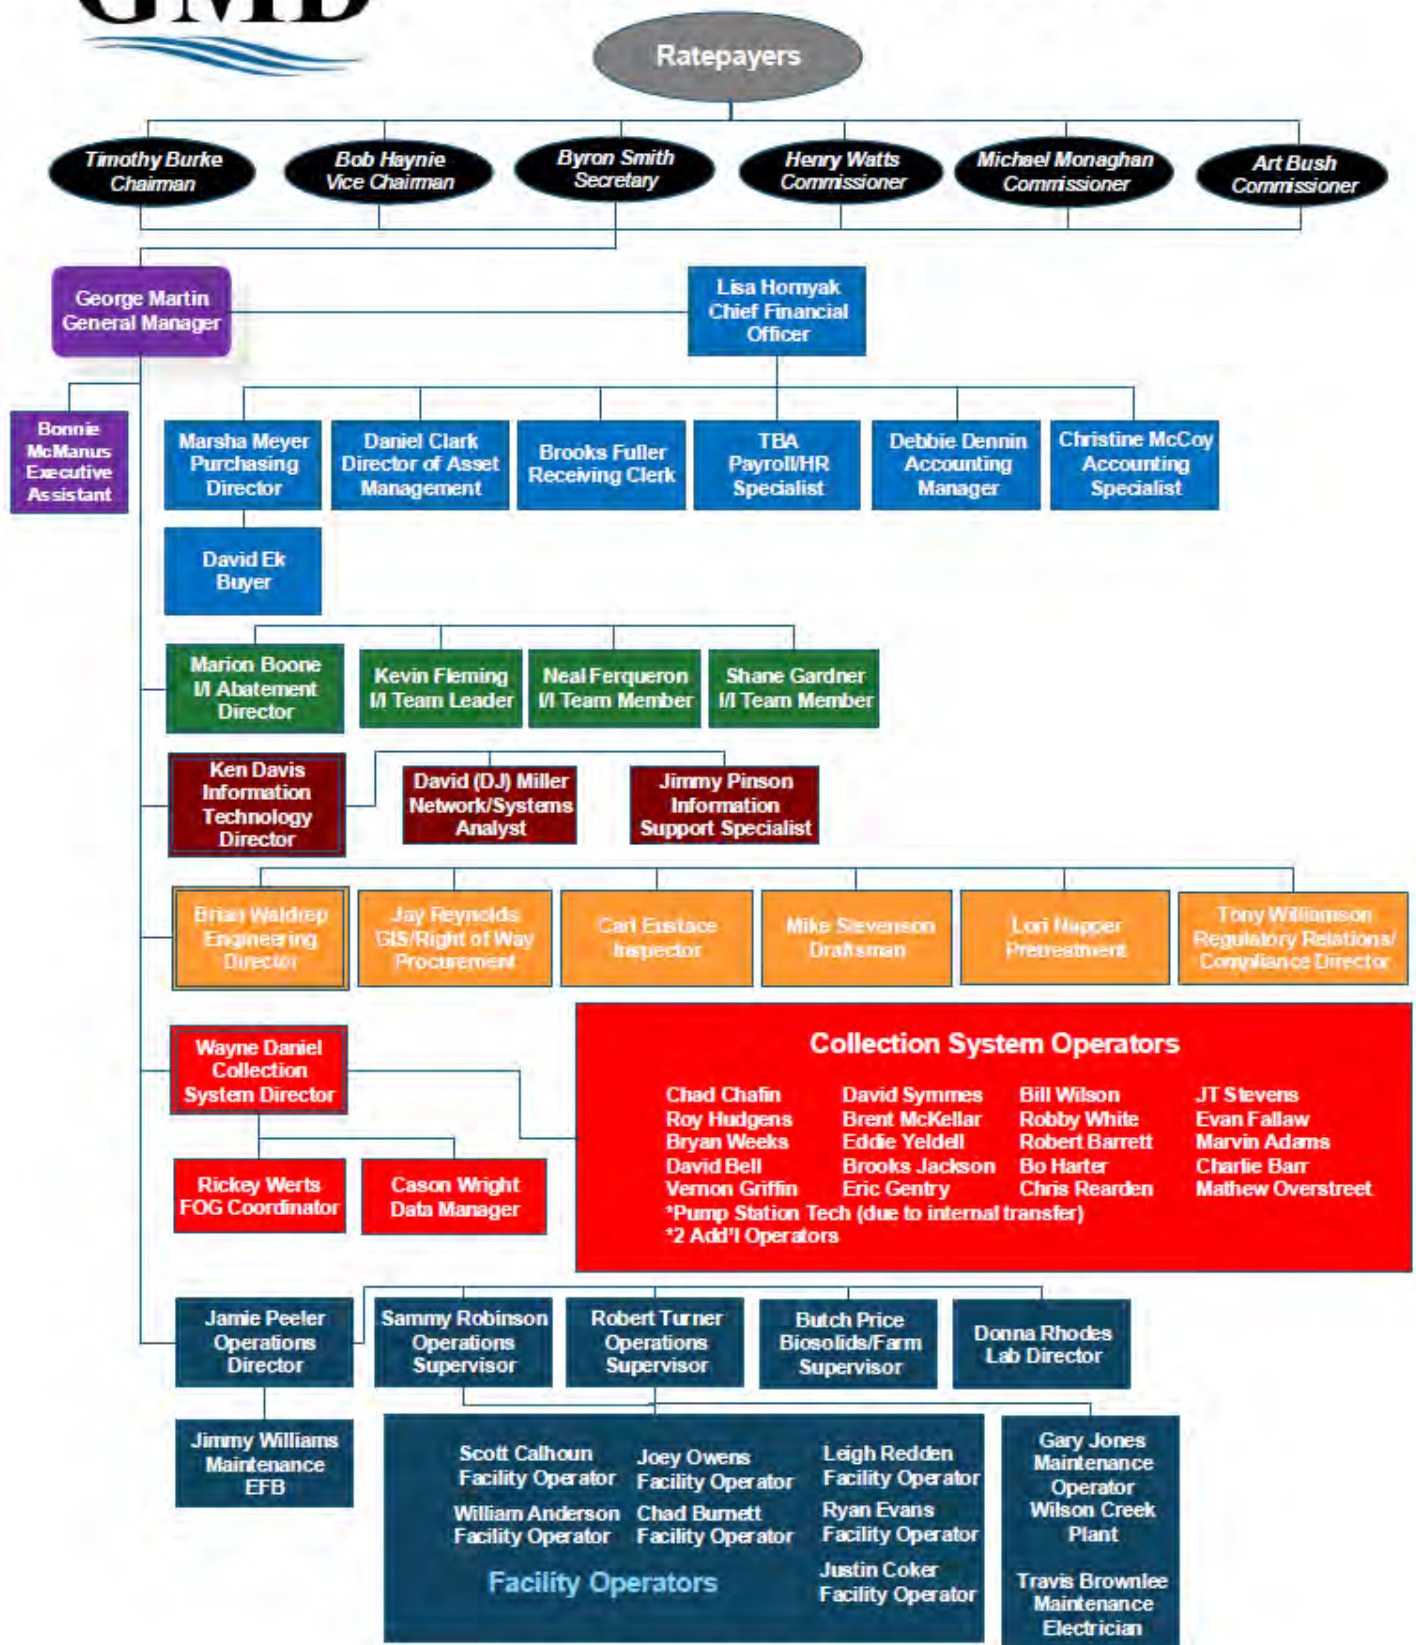 GMD
Ratepayers
Timothy Burke
Chairman
Bob Haynie
Vice Chairman
Byron Smith
Secretary
Henry Watts
Commissioner
Michael Monaghan
Commissioner
Art Bush
Commissioner
George Martin
General Manager
Lisa Hornyak
Chief Financial
Officer
Bonnie
McManus
Executive
Assistant
Marsha Meyer
Purchasing
Director
Daniel Clark
Director of Asset
Management
Brooks Fuller
Receiving Clerk
TBA
Payroll/HR
Specialist
Debbie Dennin
Accounting
Manager
Christine McCoy
Accounting
Specialist
David Ek
Buyer
Marion Boone
I/I Abatement
Director
Kevin Fleming
I/I Team Leader
Neal Ferqueron
I/I Team Member
Shane Gardner
I/I Team Member
Ken Davis
Information
Technology
Director
David (DJ) Miller
Network/Systems
Analyst
Jimmy Pinson
Information
Support Specialist
Brian Waldrep
Engineering
Director
Jay Reynolds
GIS/Right of Way
Procurement
Carl Eustace
Inspector
Mike Stevenson
Draftsman
Lori Napper
Pretreatment
Tony Williamson
Regulatory Relations/
Compliance Director
Wayne Daniel
Collection
System Director
Rickey Werts
FOG Coordinator
Cason Wright
Data Manager
Collection System Operators
Chad Chafin David Symmes Bill Wilson JT Stevens
Roy Hudgens Brent McKellar Robby White Evan Fallaw
Bryan Weeks Eddie Yeldell Robert Barrett Marvin Adams
David Bell Brooks Jackson Bo Harter Charlie Barr
Vernon Griffin Eric Gentry Chris Rearden Mathew Overstreet
*Pump Station Tech (due to internal transfer)
*2 Add'l Operators
Jamie Peeler
Operations
Director
Sammy Robinson
Operations
Supervisor
Robert Turner
Operations
Supervisor
Butch Price
Biosolids/Farm
Supervisor
Donna Rhodes
Lab Director
Jimmy Williams
Maintenance
EFB
Scott Calhoun
Facility Operator
Joey Owens
Facility Operator
Leigh Redden
Facility Operator
William Anderson
Facility Operator
Chad Burnett
Facility Operator
Ryan Evans
Facility Operator
Justin Coker
Facility Operator
Facility Operators
Gary Jones
Maintenance
Operator
Wilson Creek
Plant
Travis Brownlee
Maintenance
Electrician